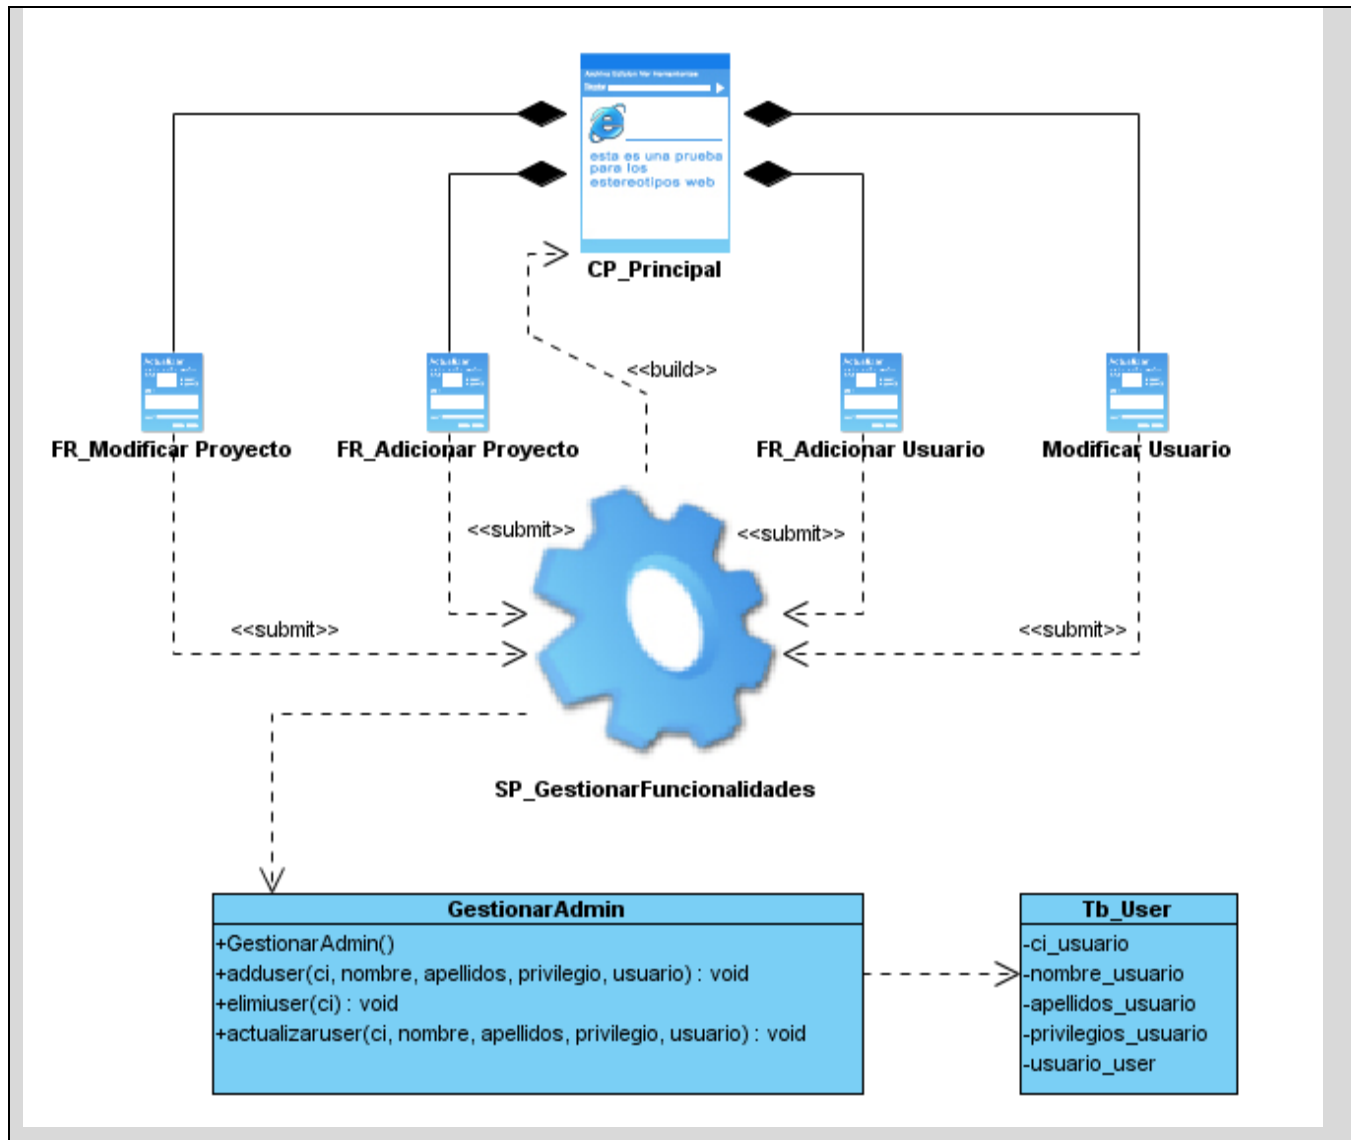 esta es una prueba
para los
estereotipos web
CP_Principal
<<build>>
FR_Modificar Proyecto
FR_Adicionar Proyecto
FR_Adicionar Usuario
Modificar Usuario
<<submit>>
<<submit>>
<<submit>>
<<submit>>
SP_GestionarFuncionalidades
GestionarAdmin
+GestionarAdmin()
+adduser(ci, nombre, apellidos, privilegio, usuario) : void
+elimiuser(ci) : void
+actualizaruser(ci, nombre, apellidos, privilegio, usuario) : void
Tb_User
-ci_usuario
-nombre_usuario
-apellidos_usuario
-privilegios_usuario
-usuario_user